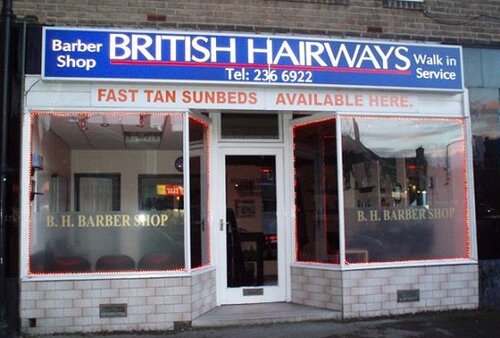 Barber Shop
BRITISH HAIRWAYS
Walk in Service
Tel: 236 6922
FAST TAN SUNBEDS AVAILABLE HERE.
B. H. BARBER SHOP
B. H. BARBER SHOP